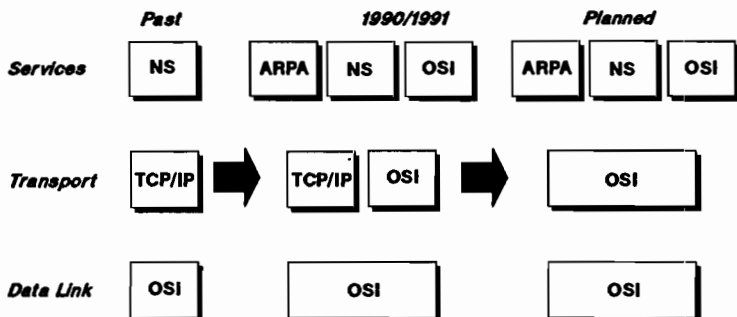 Past 1990/1991 Planned
Services NS ARPA NS OSI ARPA NS OSI
Transport TCP/IP TCP/IP OSI OSI
Data Link OSI OSI OSI